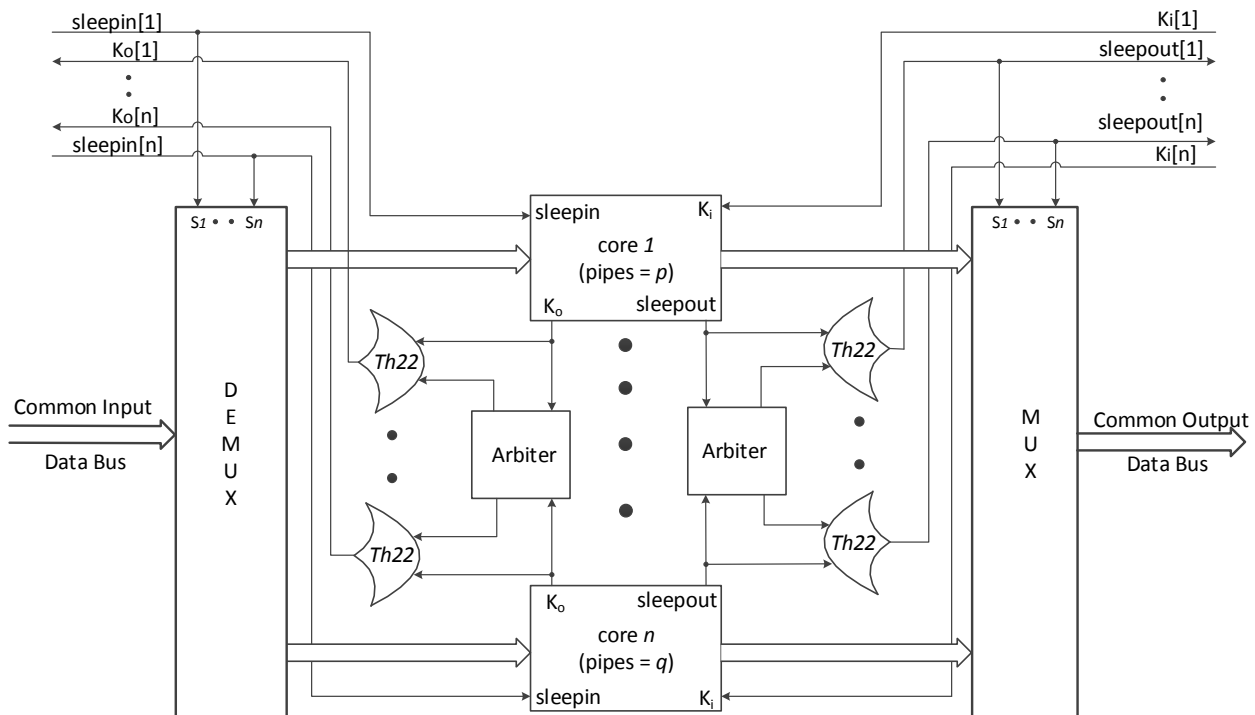 sleepin[1]
Ko[1]
Ko[n]
sleepin[n]
Ki[1]
sleepout[1]
sleepout[n]
Ki[n]
S1 · · Sn
sleepin Ki
core 1
(pipes = p)
Ko sleepout
S1 · · Sn
Th22
Th22
Common Input
Data Bus
DEMUX
Arbiter
Arbiter
MUX
Common Output
Data Bus
Th22
Th22
Ko sleepout
core n
(pipes = q)
sleepin Ki